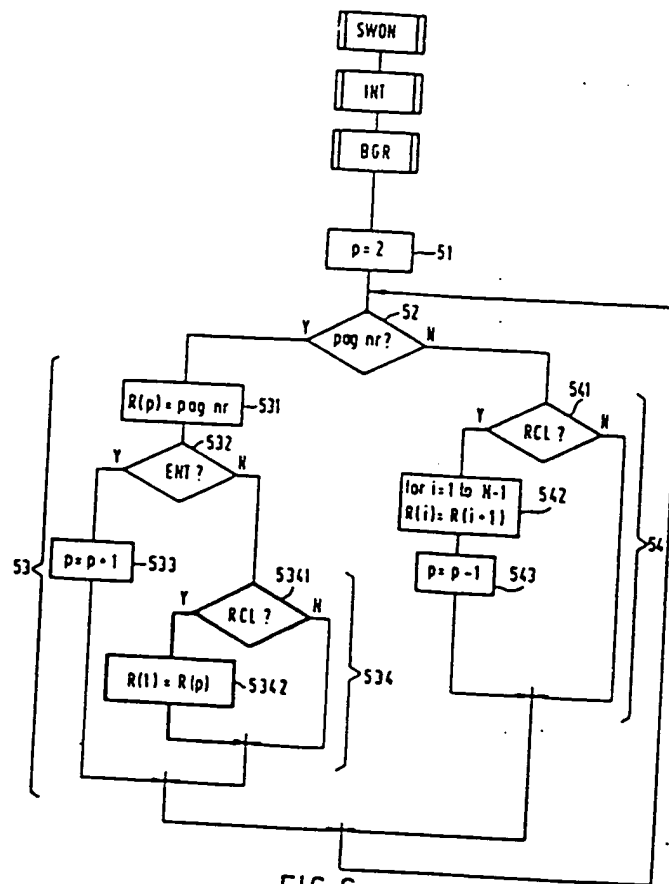 SWON
INT
BGR
p = 2
51
52
Y
pag nr?
N
R(p) = pag nr
531
541
Y
RCL ?
N
532
Y
ENT ?
N
for i=1 to N-1
R(i) = R(i+1)
542
53
p = p+1
533
p = p-1
543
54
5341
Y
RCL ?
N
R(1) = R(p)
5342
534